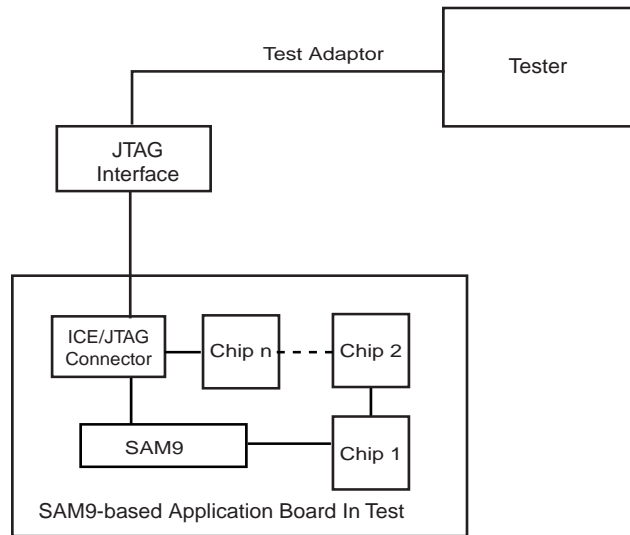 Test Adaptor
Tester
JTAG
Interface
ICE/JTAG
Connector
Chip n
Chip 2
SAM9
Chip 1
SAM9-based Application Board In Test